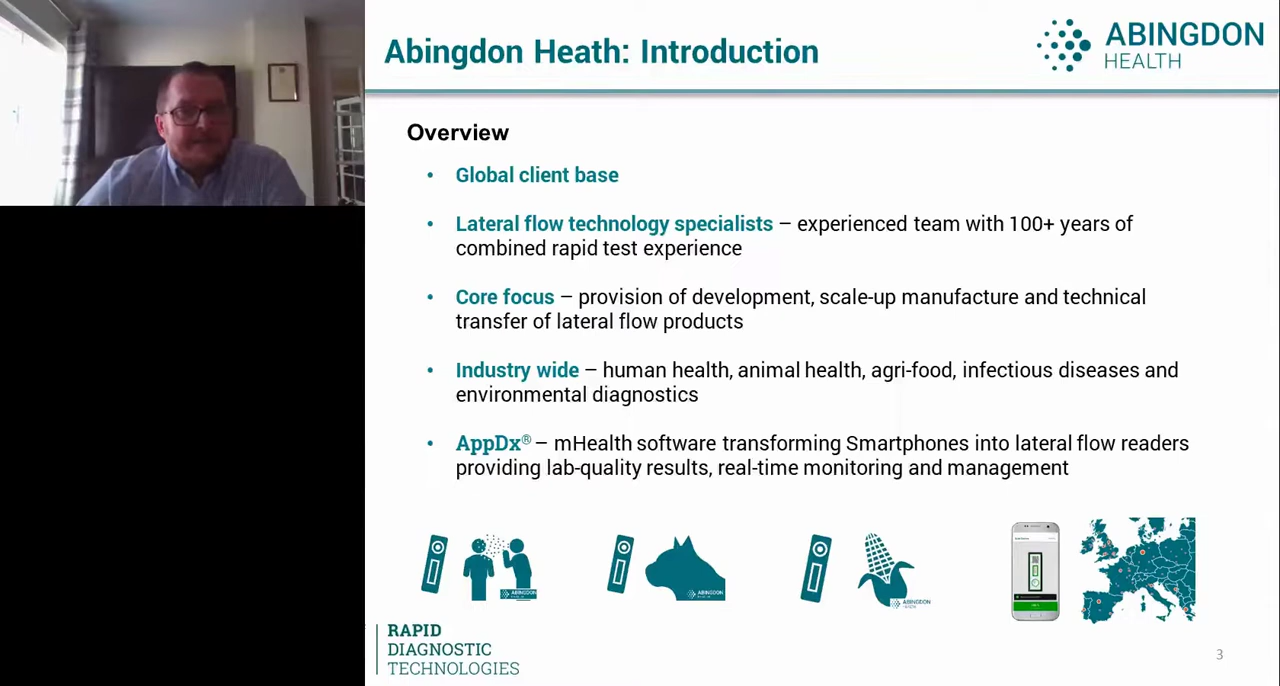 Abingdon Heath: Introduction
ABINGDON
HEALTH
Overview
• Global client base
• Lateral flow technology specialists – experienced team with 100+ years of
combined rapid test experience
• Core focus – provision of development, scale-up manufacture and technical
transfer of lateral flow products
• Industry wide – human health, animal health, agri-food, infectious diseases and
environmental diagnostics
• AppDx® – mHealth software transforming Smartphones into lateral flow readers
providing lab-quality results, real-time monitoring and management
ABINGDON
ABINGDON
ABINGDON
RAPID
DIAGNOSTIC
TECHNOLOGIES
3